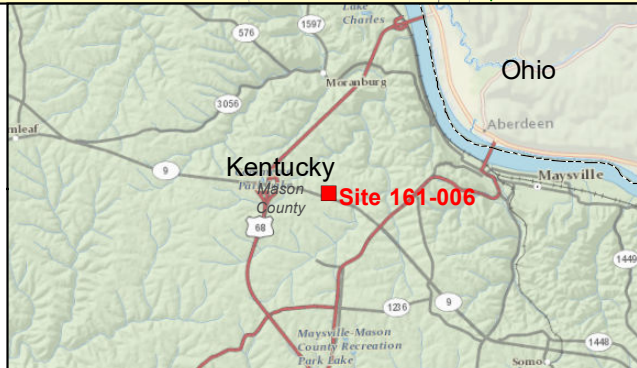 Lake
Charles
1597
576
Ohio
Moranburg
3056
Aberdeen
mleaf
9
Kentucky
Maysville
Mason
County
Site 161-006
68
1449
1236
9
Maysville-Mason
County Recreation
Park Lake
1448
Somo